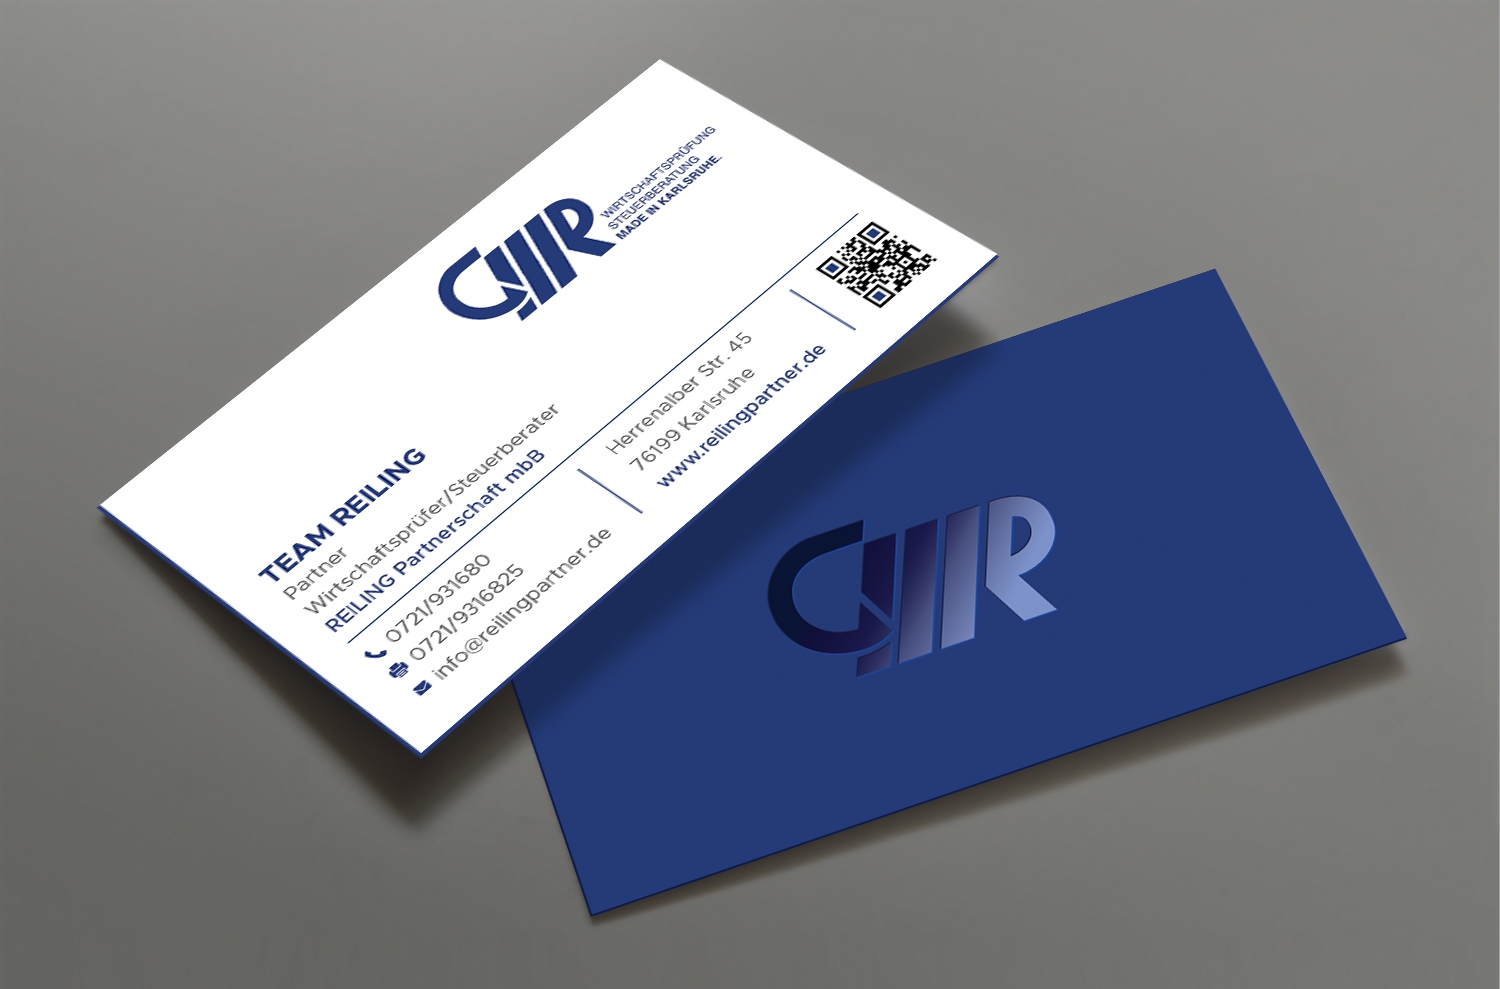 WIRTSCHAFTSPRÜFUNG
STEUERBERATUNG
MADE IN KARLSRUHE.
TEAM REILING
Partner
Wirtschaftsprüfer/Steuerberater
REILING Partnerschaft mbB
0721/931680
0721/9316825
info@reilingpartner.de
Herrenalber Str. 45
76199 Karlsruhe
www.reilingpartner.de